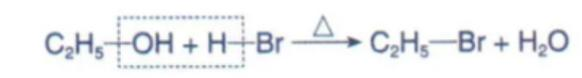 C₂H₅—OH + H—Br —△→ C₂H₅—Br + H₂O